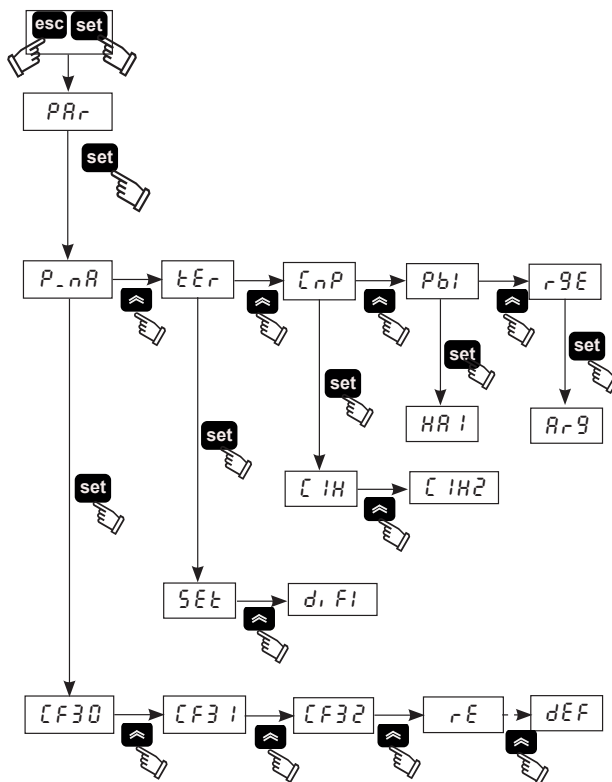 esc set
PAr
set
P_nA tEr CnP Pb1 rgE
set set
set
HA1 Arg
set
C1H C1H2
set
SEt diF1
CF30 CF31 CF32 rE dEF